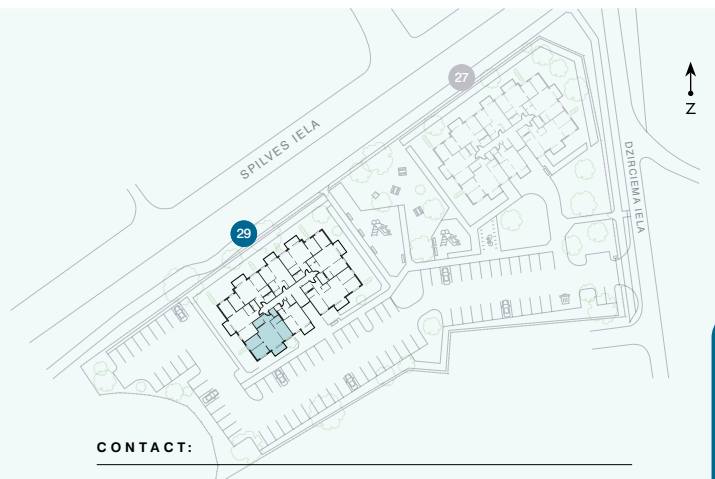 27
Z
SPILVES IELA
DZIRCIEMA IELA
29
CONTACT: